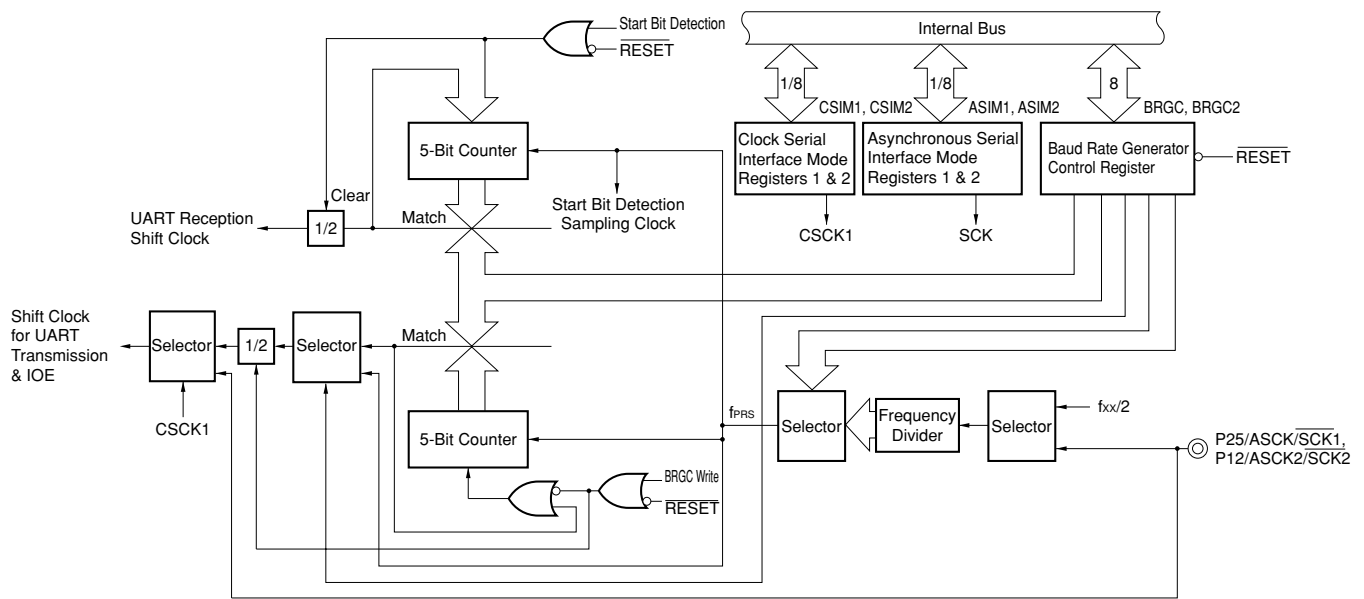 Start Bit Detection
RESET
Internal Bus
1/8
1/8
8
CSIM1, CSIM2
ASIM1, ASIM2
BRGC, BRGC2
5-Bit Counter
Clock Serial
Interface Mode
Registers 1 & 2
Asynchronous Serial
Interface Mode
Registers 1 & 2
Baud Rate Generator
Control Register
RESET
Clear
UART Reception
Shift Clock
1/2
Match
Start Bit Detection
Sampling Clock
CSCK1
SCK
Shift Clock
for UART
Transmission
& IOE
Selector
1/2
Selector
Match
CSCK1
5-Bit Counter
fPRS
Selector
Frequency
Divider
Selector
fxx/2
P25/ASCK/SCK1,
P12/ASCK2/SCK2
BRGC Write
RESET